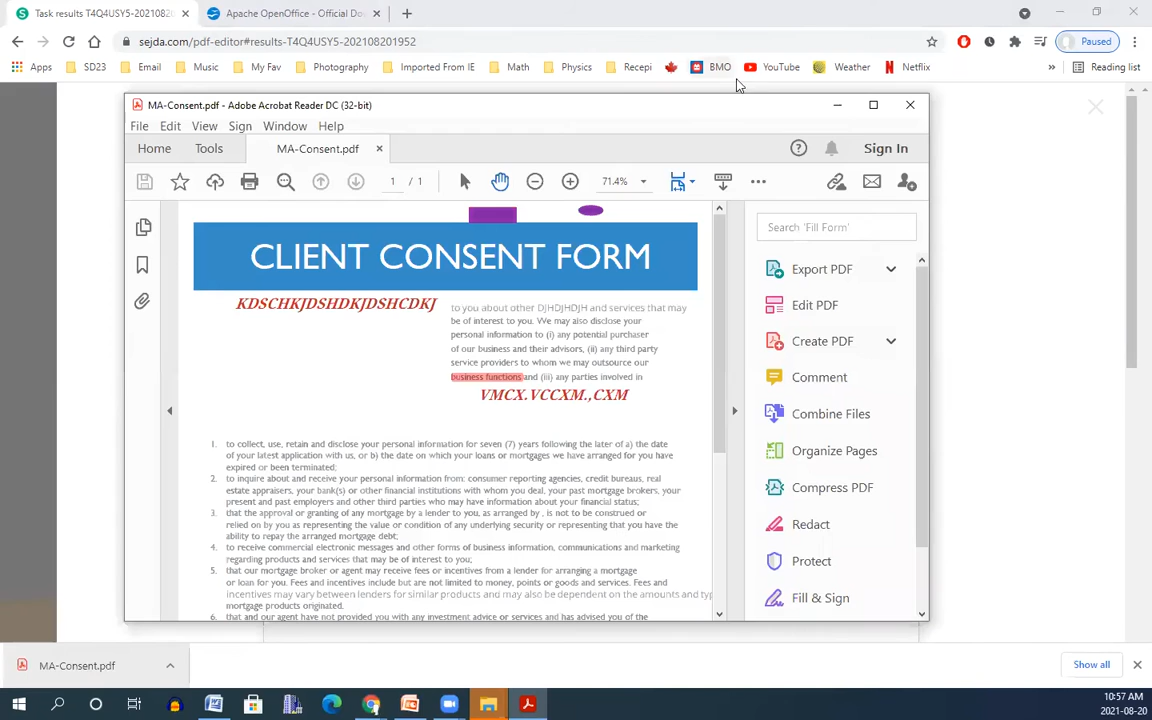 Task results T4Q4USY5-2021082
Apache OpenOffice - Official Do
sejda.com/pdf-editor#results-T4Q4USY5-202108201952
Paused
Apps
SD23
Email
Music
My Fav
Photography
Imported From IE
Math
Physics
Recepi
BMO
YouTube
Weather
Netflix
»
Reading list
MA-Consent.pdf - Adobe Acrobat Reader DC (32-bit)
File Edit View Sign Window Help
Home Tools MA-Consent.pdf Sign In
1 / 1
71.4%
CLIENT CONSENT FORM
KDSCHKJDSHDKJDSHCDKJ
to you about other DJHDJHDJH and services that may
be of interest to you. We may also disclose your
personal information to (i) any potential purchaser
of our business and their advisors, (ii) any third party
service providers to whom we may outsource our
business functions and (iii) any parties involved in
VMCX.VCCXM.,CXM
1. to collect, use, retain and disclose your personal information for seven (7) years following the later of a) the date
of your latest application with us, or b) the date on which your loans or mortgages we have arranged for you have
expired or been terminated;
2. to inquire about and receive your personal information from: consumer reporting agencies, credit bureaus, real
estate appraisers, your bank(s) or other financial institutions with whom you deal, your past mortgage brokers, your
present and past employers and other third parties who may have information about your financial status;
3. that the approval or granting of any mortgage by a lender to you, as arranged by , is not to be construed or
relied on by you as representing the value or condition of any underlying security or representing that you have the
ability to repay the arranged mortgage debt;
4. to receive commercial electronic messages and other forms of business information, communications and marketing
regarding products and services that may be of interest to you;
5. that our mortgage broker or agent may receive fees or incentives from a lender for arranging a mortgage
or loan for you. Fees and incentives include but are not limited to money, points or goods and services. Fees and
incentives may vary between lenders for similar products and may also be dependent on the amounts and typ
mortgage products originated.
6. that and our agent have not provided you with any investment advice or services and has advised you of the
Search 'Fill Form'
Export PDF
Edit PDF
Create PDF
Comment
Combine Files
Organize Pages
Compress PDF
Redact
Protect
Fill & Sign
MA-Consent.pdf
Show all
10:57 AM
2021-08-20